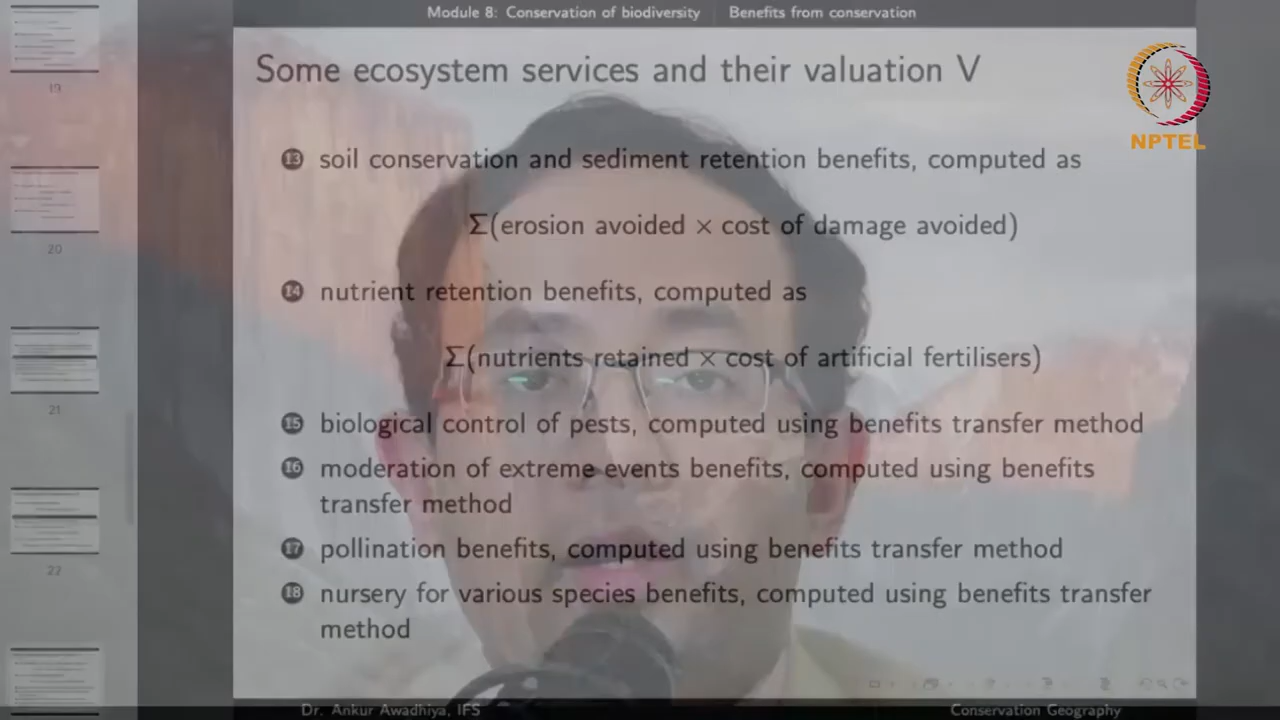 Module 8: Conservation of biodiversity Benefits from conservation
Some ecosystem services and their valuation V
NPTEL
13 soil conservation and sediment retention benefits, computed as
Σ(erosion avoided × cost of damage avoided)
14 nutrient retention benefits, computed as
Σ(nutrients retained × cost of artificial fertilisers)
15 biological control of pests, computed using benefits transfer method
16 moderation of extreme events benefits, computed using benefits
transfer method
17 pollination benefits, computed using benefits transfer method
18 nursery for various species benefits, computed using benefits transfer
method
19
20
21
22
Dr. Ankur Awadhiya, IFS Conservation Geography